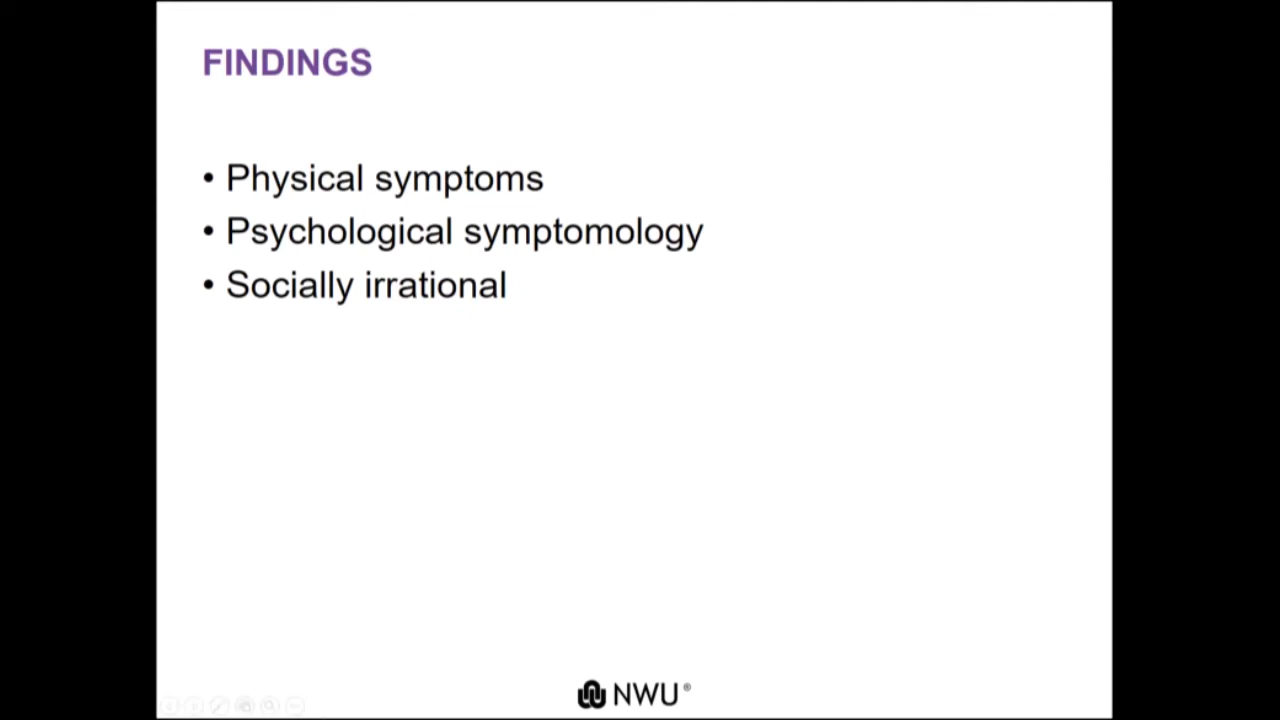 FINDINGS
• Physical symptoms
• Psychological symptomology
• Socially irrational
NWU®